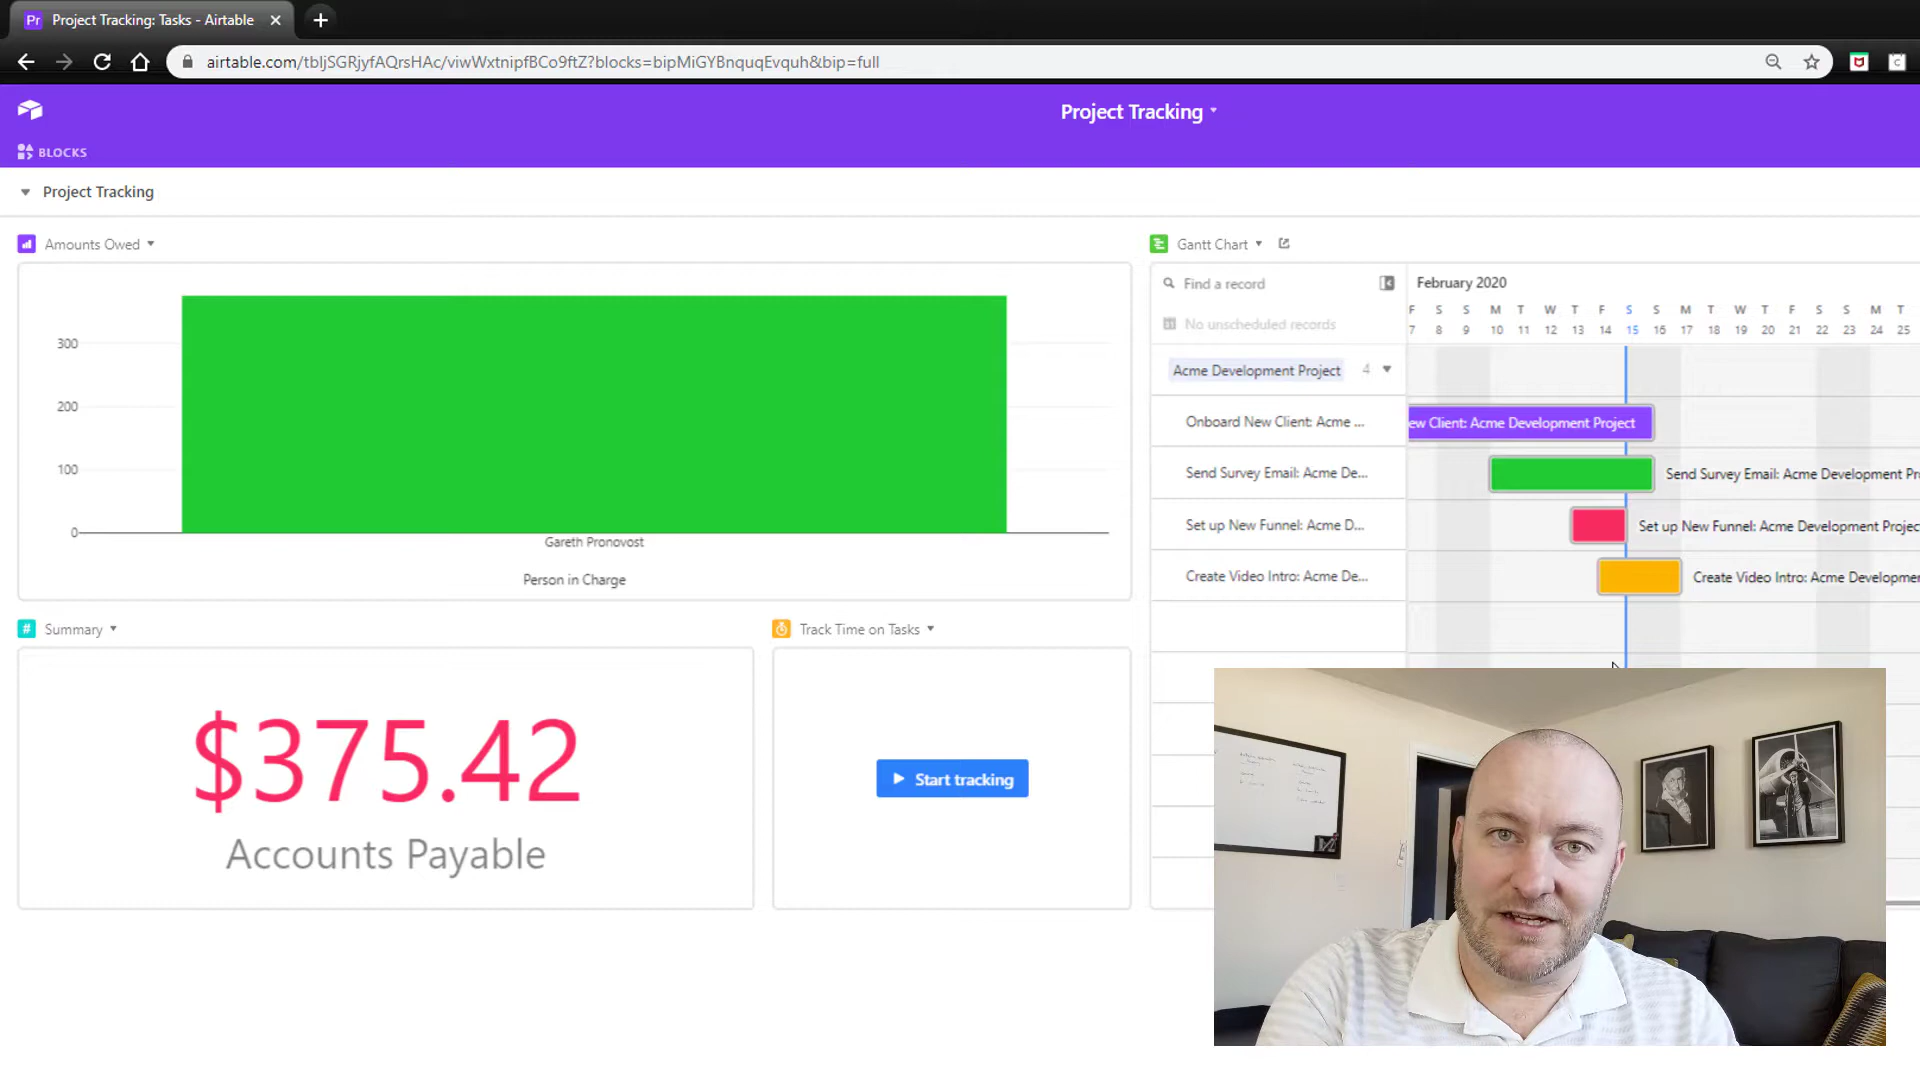 Pr Project Tracking: Tasks - Airtable
airtable.com/tbljSGRjyfAQrsHAc/viwWxtnipfBCo9ftZ?blocks=bipMiGYBnquqEvquh&bip=full
Project Tracking
BLOCKS
Project Tracking
Amounts Owed
300
200
100
0
Gareth Pronovost
Person in Charge
Summary
$375.42
Accounts Payable
Track Time on Tasks
Start tracking
Gantt Chart
Find a record
No unscheduled records
February 2020
F S S M T W T F S S M T W T F S S M T
7 8 9 10 11 12 13 14 15 16 17 18 19 20 21 22 23 24 25
Acme Development Project 4
Onboard New Client: Acme ...
ew Client: Acme Development Project
Send Survey Email: Acme De...
Send Survey Email: Acme Development Pr
Set up New Funnel: Acme D...
Set up New Funnel: Acme Development Projec
Create Video Intro: Acme De...
Create Video Intro: Acme Developme